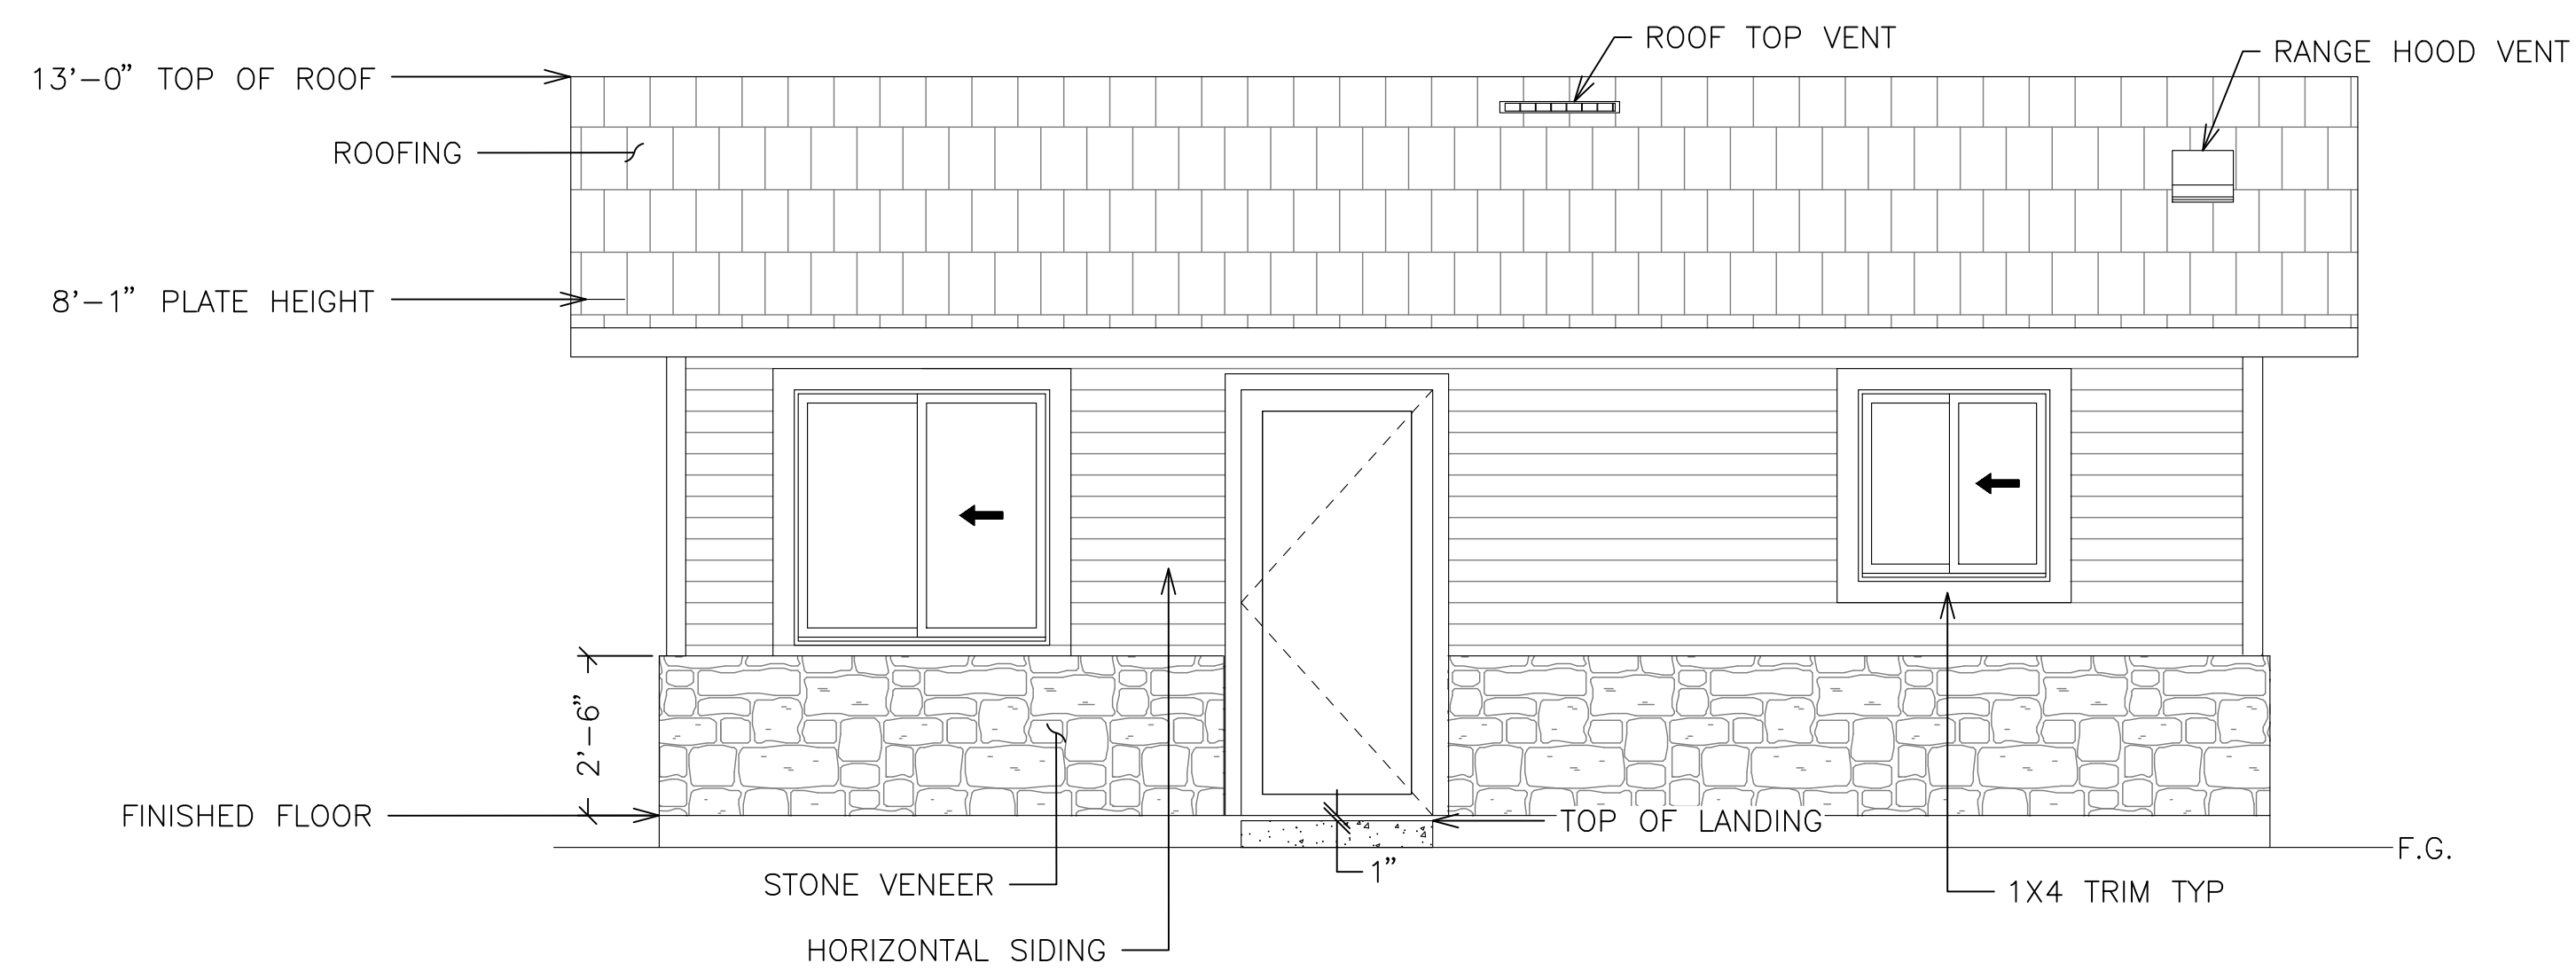 ROOF TOP VENT
RANGE HOOD VENT
13'-0" TOP OF ROOF
ROOFING
8'-1" PLATE HEIGHT
2'-6"
FINISHED FLOOR
TOP OF LANDING
F.G.
1"
STONE VENEER
1X4 TRIM TYP
HORIZONTAL SIDING